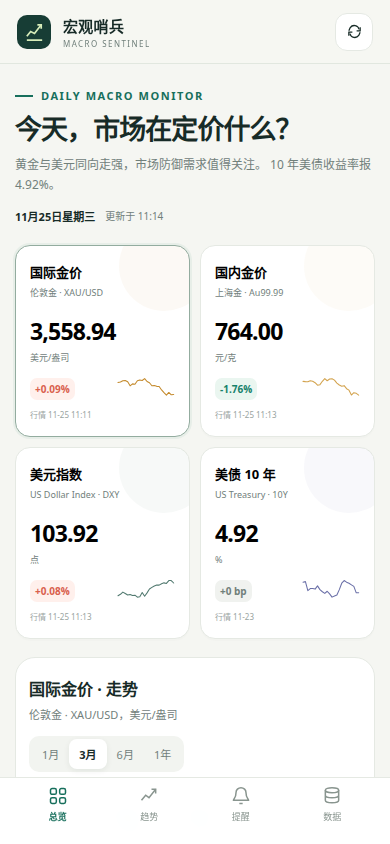 宏观哨兵
MACRO SENTINEL
DAILY MACRO MONITOR
今天，市场在定价什么？
黄金与美元同向走强，市场防御需求值得关注。 10 年美债收益率报
4.92%。
11月25日星期三 更新于 11:14
国际金价
伦敦金 · XAU/USD
3,558.94
美元/盎司
+0.09%
行情 11-25 11:11
国内金价
上海金 · Au99.99
764.00
元/克
-1.76%
行情 11-25 11:13
美元指数
US Dollar Index · DXY
103.92
点
+0.08%
行情 11-25 11:13
美债 10 年
US Treasury · 10Y
4.92
%
+0 bp
行情 11-23
国际金价 · 走势
伦敦金 · XAU/USD，美元/盎司
1月 3月 6月 1年
总览 趋势 提醒 数据